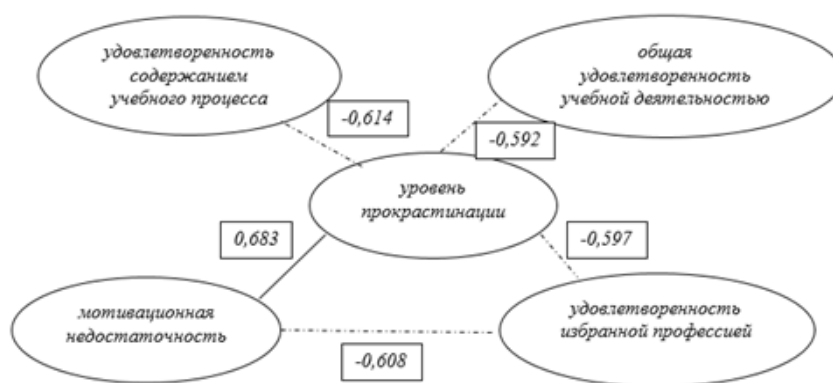 удовлетворенность
содержанием
учебного процесса
общая
удовлетворенность
учебной деятельностью
-0,614
-0,592
уровень
прокрастинации
0,683
-0,597
мотивационная
недостаточность
удовлетворенность
избранной профессией
-0,608